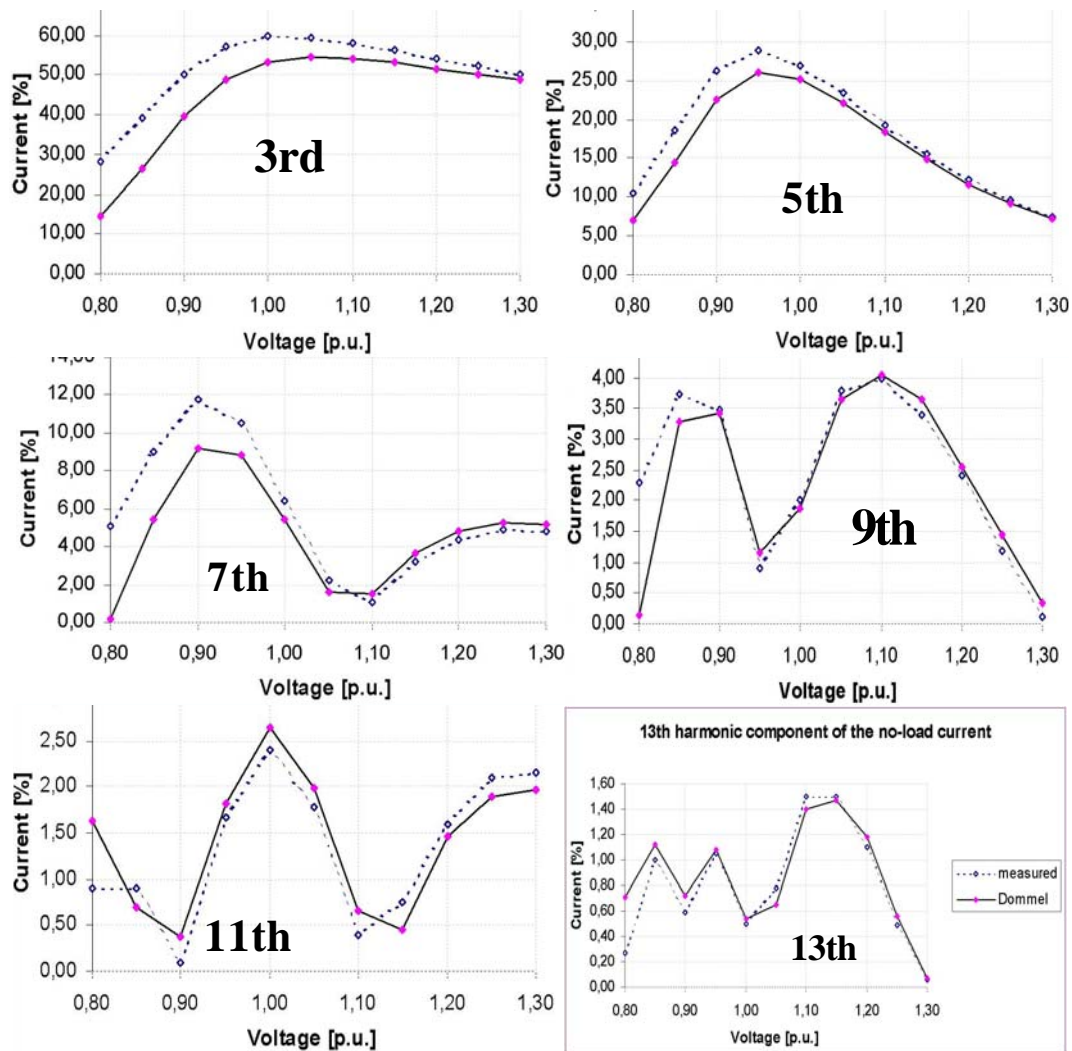 60,00
50,00
40,00
30,00
20,00
10,00
0,00
Current [%]
3rd
0,80 0,90 1,00 1,10 1,20 1,30
Voltage [p.u.]
30,00
25,00
20,00
15,00
10,00
5,00
0,00
Current [%]
5th
0,80 0,90 1,00 1,10 1,20 1,30
Voltage [p.u.]
14,00
12,00
10,00
8,00
6,00
4,00
2,00
0,00
Current [%]
7th
0,80 0,90 1,00 1,10 1,20 1,30
Voltage [p.u.]
4,00
3,50
3,00
2,50
2,00
1,50
1,00
0,50
0,00
Current [%]
9th
0,80 0,90 1,00 1,10 1,20 1,30
Voltage [p.u.]
2,50
2,00
1,50
1,00
0,50
0,00
Current [%]
11th
0,80 0,90 1,00 1,10 1,20 1,30
Voltage [p.u.]
13th harmonic component of the no-load current
1,60
1,40
1,20
1,00
0,80
0,60
0,40
0,20
0,00
Current [%]
13th
0,80 0,90 1,00 1,10 1,20 1,30
Voltage [p.u.]
measured
Dommel